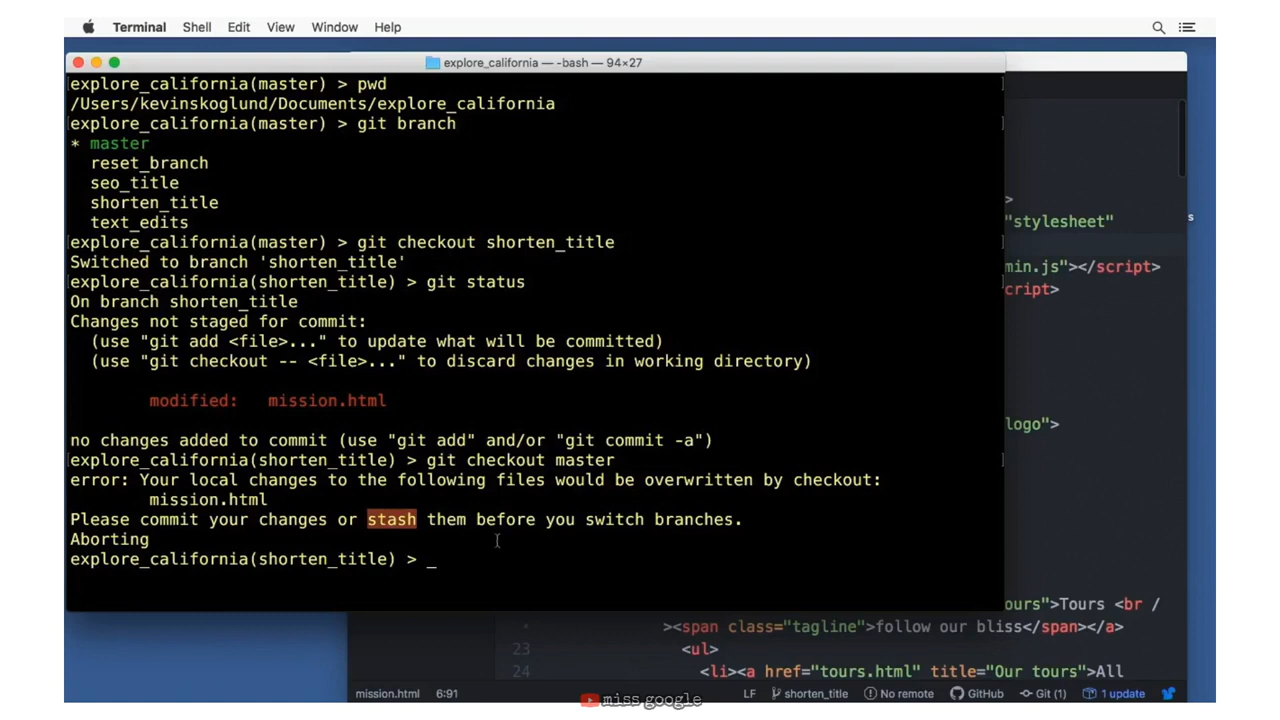 Terminal Shell Edit View Window Help
explore_california — -bash — 94×27
explore_california(master) > pwd
/Users/kevinskoglund/Documents/explore_california
explore_california(master) > git branch
* master
reset_branch
seo_title
shorten_title
text_edits
explore_california(master) > git checkout shorten_title
Switched to branch 'shorten_title'
explore_california(shorten_title) > git status
On branch shorten_title
Changes not staged for commit:
(use "git add <file>..." to update what will be committed)
(use "git checkout -- <file>..." to discard changes in working directory)
modified: mission.html
no changes added to commit (use "git add" and/or "git commit -a")
explore_california(shorten_title) > git checkout master
error: Your local changes to the following files would be overwritten by checkout:
mission.html
Please commit your changes or stash them before you switch branches.
Aborting
explore_california(shorten_title) > _
>
"stylesheet"
s
min.js"></script>
cript>
logo">
ours">Tours <br /
><span class="tagline">follow our bliss</span></a>
23 <ul>
24 <li><a href="tours.html" title="Our tours">All
mission.html 6:91 LF shorten_title No remote GitHub Git (1) 1 update
miss google